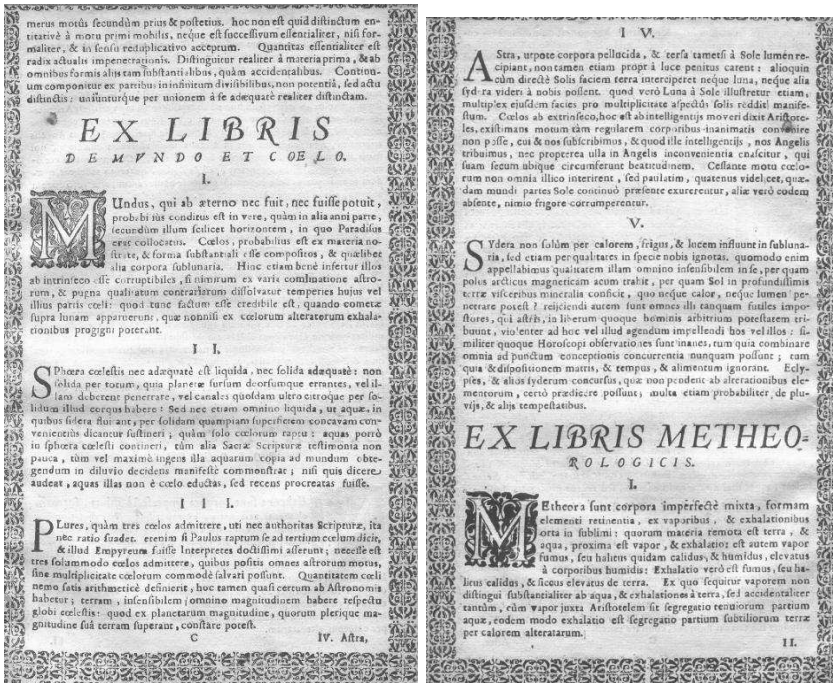 merus motûs secundùm prius & posterius. hoc non est quid distinctum en-
titativè à motu primi mobilis, neque est successivum essentialiter, nisi for-
maliter, & in sensu reduplicativo acceptum. Quantitas essentialiter est
radix actualis impenetrationis. Distinguitur realiter à materia prima, & ab
omnibus formis aliis tam substantialibus, quàm accidentalibus. Continu-
um componitur ex partibus in infinitum divisibilibus, non potentiâ, sed actu
distinctis: uniunturque per unionem à se adæquatè realiter distinctam.
EX LIBRIS
DE MVNDO ET COELO.
I.
MUndus, qui ab æterno nec fuit, nec fuisse potuit,
probabilius conditus est in vere, quàm in alia anni parte,
secundùm illum scilicet horizontem, in quo Paradisus
erat collocatus. Cœlos, probabilius est ex materia no-
strate, & forma substantiali esse compositos, & quælibet
alia corpora sublunaria. Hinc etiam benè infertur illos
ab intrinseco esse corruptibiles, si nimirum ex varia combinatione astro-
rum, & pugna qualitatum contrariarum dissolvatur temperies hujus vel
illius partis cœli: quod tunc factum esse credibile est, quando cometæ
supra lunam apparuerunt, quæ nonnisi ex cœlorum alteratorum exhala-
tionibus progigni poterant.
II.
SPhæra cœlestis nec adæquatè est liquida, nec solida adæquatè: non
solida per totum, quia planetæ sursum deorsumque errantes, vel il-
lam deberent penetrare, vel canales quosdam ultro citroque per so-
lidum illud corpus habere: Sed nec etiam omnino liquida, ut aquæ, in
quibus sidera fluitant, per solidam quampiam superficiem concavam con-
venientiùs dicantur sustineri; quàm solo cœlorum raptu: aquas porrò
in sphæra cœlesti contineri, tùm alia Sacræ Scripturæ testimonia non
pauca, tùm vel maximè ingens illa aquarum copia ad mundum obte-
gendum in diluvio decidens manifestè commonstrat; nisi quis dicere
audeat, aquas illas non è cœlo eductas, sed recens procreatas fuisse.
III.
PLures, quàm tres cœlos admittere, uti nec authoritas Scripturæ, ita
nec ratio suadet. etenim si Paulus raptum se ad tertium cœlum dicit,
& illud Empyreum fuisse Interpretes doctissimi asserunt; necesse est
tres solummodo cœlos admittere, quibus positis omnes astrorum motus,
sine multiplicitate cœlorum commodè salvari possunt. Quantitatem cœli
nemo satis arithmeticè definierit, hoc tamen quasi certum ab Astronomis
habetur; terram, insensibilem omnino magnitudinem habere respectu
globi cœlestis: quod ex planetarum magnitudine, quorum plerique ma-
gnitudine suâ terram superant, constare potest.
C IV. Astra,
IV.
AStra, utpote corpora pellucida, & tersa tametsi à Sole lumen re-
cipiant, non tamen etiam propriâ luce penitus carent: alioquin
cùm directè Solis faciem terra interciperet neque luna, neque alia
sydera videri à nobis possent. quod verò Luna à Sole illustretur etiam,
multiplex ejusdem facies pro multiplicitate aspectûs solis reddit manife-
stum. Cœlos ab extrinseco, hoc est ab intelligentijs moveri dixit Aristote-
les, existimans motum tàm regularem corporibus inanimatis convenire
non posse, cui & nos subscribimus, & quod ille intelligentijs, nos Angelis
tribuimus, nec propterea ulla in Angelis inconvenientia enascitur, qui
suam secum ubique circumferunt beatitudinem. Cessante motu cœlo-
rum non omnia illico interirent, sed paulatim, quatenus videlicet, quæ-
dam mundi partes Sole continuò præsente exurerentur, aliæ verò eodem
absente, nimio frigore corrumperentur.
V.
SYdera non solùm per calorem, frigus, & lucem influunt in subluna-
ria, sed etiam per qualitates in specie nobis ignotas. quomodo enim
appellabimus qualitatem illam omnino insensibilem in se, per quam
polus arcticus magneticam acum trahit, per quam Sol in profundissimis
terræ visceribus mineralia conficit, quo neque calor, neque lumen pe-
netrare potest? reijciendi autem sunt omnes illi tanquam futiles impo-
stores, qui astris, in liberum quoque hominis arbitrium potestatem tri-
buunt, violenter ad hoc vel illud agendum impellendi hos vel illos: si-
militer quoque Horoscopi observationes sunt inanes, tum quia combinare
omnia ad punctum conceptionis concurrentia nunquam possunt; tum
quia & dispositionem matris, & tempus, & alimentum ignorant. Ecly-
pses, & alios syderum concursus, quæ non pendent ab alterationibus ele-
mentorum, certò prædicere possunt; multa etiam probabiliter, de plu-
vijs, & alijs tempestatibus.
EX LIBRIS METHEO-
ROLOGICIS.
I.
MEtheora sunt corpora imperfectè mixta, formam
elementi retinentia, ex vaporibus, & exhalationibus
orta in sublimi: quorum materia remota est terra, &
aqua, proxima est vapor, & exhalatio: est autem vapor
fumus, seu halitus quidam calidus, & humidus, elevatus
à corporibus humidis: Exhalatio verò est fumus, seu ha-
litus calidus, & siccus elevatus de terra. Ex quo sequitur vaporem non
distingui substantialiter ab aqua, & exhalationes à terra, sed accidentaliter
tantùm, cùm vapor juxta Aristotelem sit segregatio tenuiorum partium
aquæ, eodem modo exhalatio est segregatio partium subtiliorum terræ
per calorem alteratarum.
II.